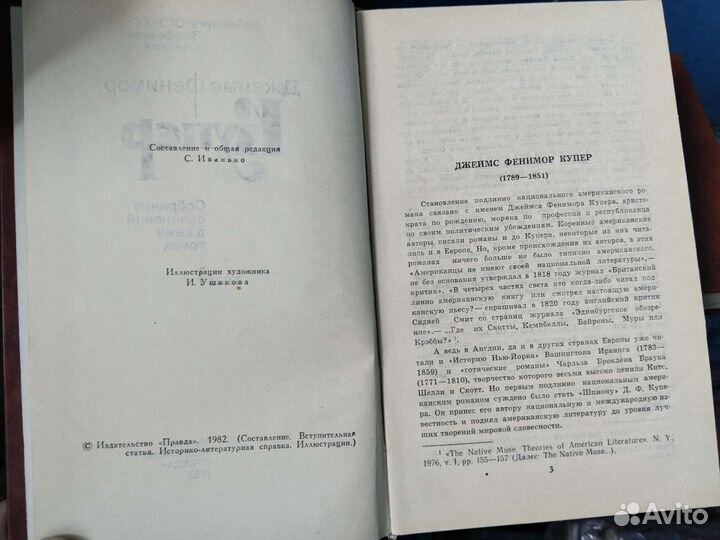 Составление и общая редакция
С. Иванько
Иллюстрации художника
И. Ушакова
© Издательство «Правда». 1982. (Составление. Вступительная
статья. Историко-литературная справка. Иллюстрации.)
ДЖЕЙМС ФЕНИМОР КУПЕР
(1789—1851)
Становление подлинно национального американского ро-
мана связано с именем Джеймса Фенимора Купера, аристо-
крата по рождению, моряка по профессии и республиканца
по своим политическим убеждениям. Коренные американские
авторы писали романы и до Купера, некоторые из них чита-
лись и в Европе. Но, кроме происхождения их авторов, в этих
романах ничего больше не было типично американского.
«Американцы не имеют своей национальной литературы»,—
не без основания утверждал в 1818 году журнал «Британский
критик». «В четырех частях света кто когда-либо читал под-
линно американскую книгу или смотрел настоящую амери-
канскую пьесу?— спрашивал в 1820 году английский критик
Сидней Смит со страниц журнала «Эдинбургское обозре-
ние».— ...Где их Скотты, Кемпбеллы, Байроны, Муры или
Крэббы?» ¹.
А ведь в Англии, да и в других странах Европы уже чи-
тали и «Историю Нью-Йорка» Вашингтона Ирвинга (1783—
1859) и «готические романы» Чарльза Брокдена Брауна
(1771—1810), творчество которого весьма высоко ценили Китс,
Шелли и Скотт. Но первым подлинно национальным амери-
канским романом суждено было стать «Шпиону» Д. Ф. Купе-
ра. Он принес его автору национальную и международную из-
вестность и поднял американскую литературу до уровня луч-
ших творений мировой словесности.
¹ «The Native Muse. Theories of American Literature». N. Y.,
1976, v. I, pp. 155—157 (Далее: The Native Muse...).
3
Avito